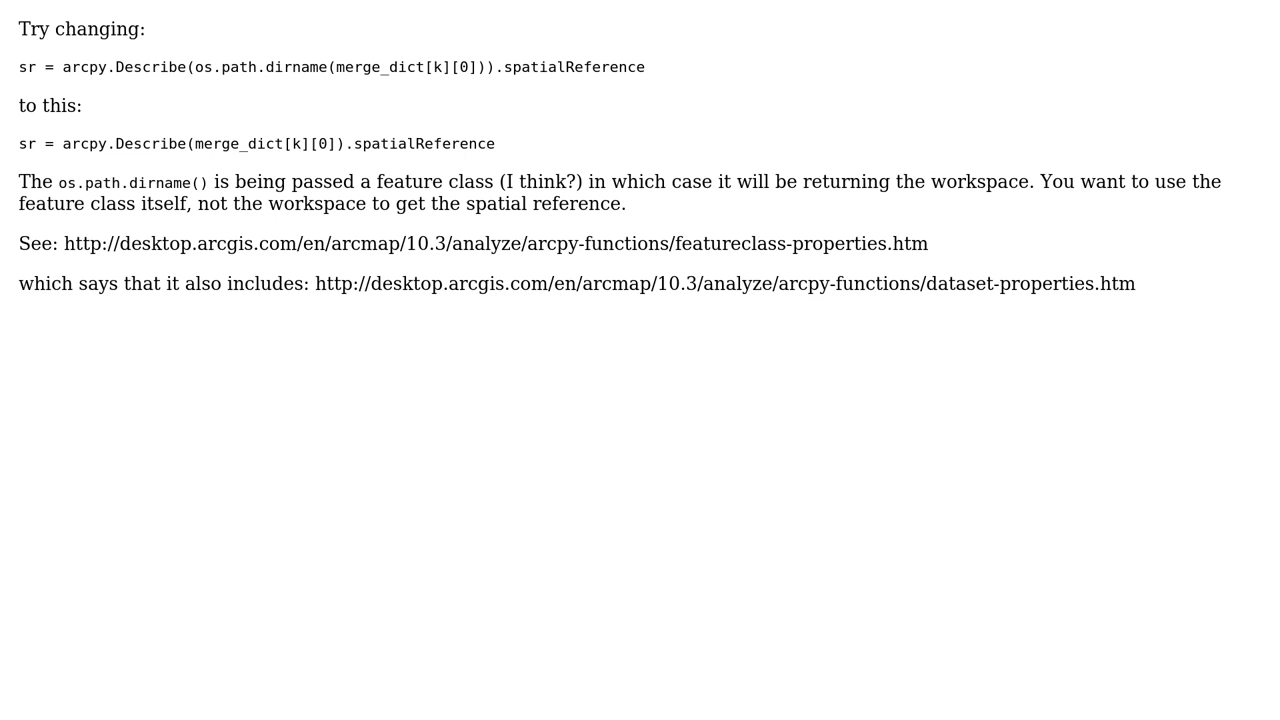 Try changing:
sr = arcpy.Describe(os.path.dirname(merge_dict[k][0])).spatialReference
to this:
sr = arcpy.Describe(merge_dict[k][0]).spatialReference
The os.path.dirname() is being passed a feature class (I think?) in which case it will be returning the workspace. You want to use the
feature class itself, not the workspace to get the spatial reference.
See: http://desktop.arcgis.com/en/arcmap/10.3/analyze/arcpy-functions/featureclass-properties.htm
which says that it also includes: http://desktop.arcgis.com/en/arcmap/10.3/analyze/arcpy-functions/dataset-properties.htm